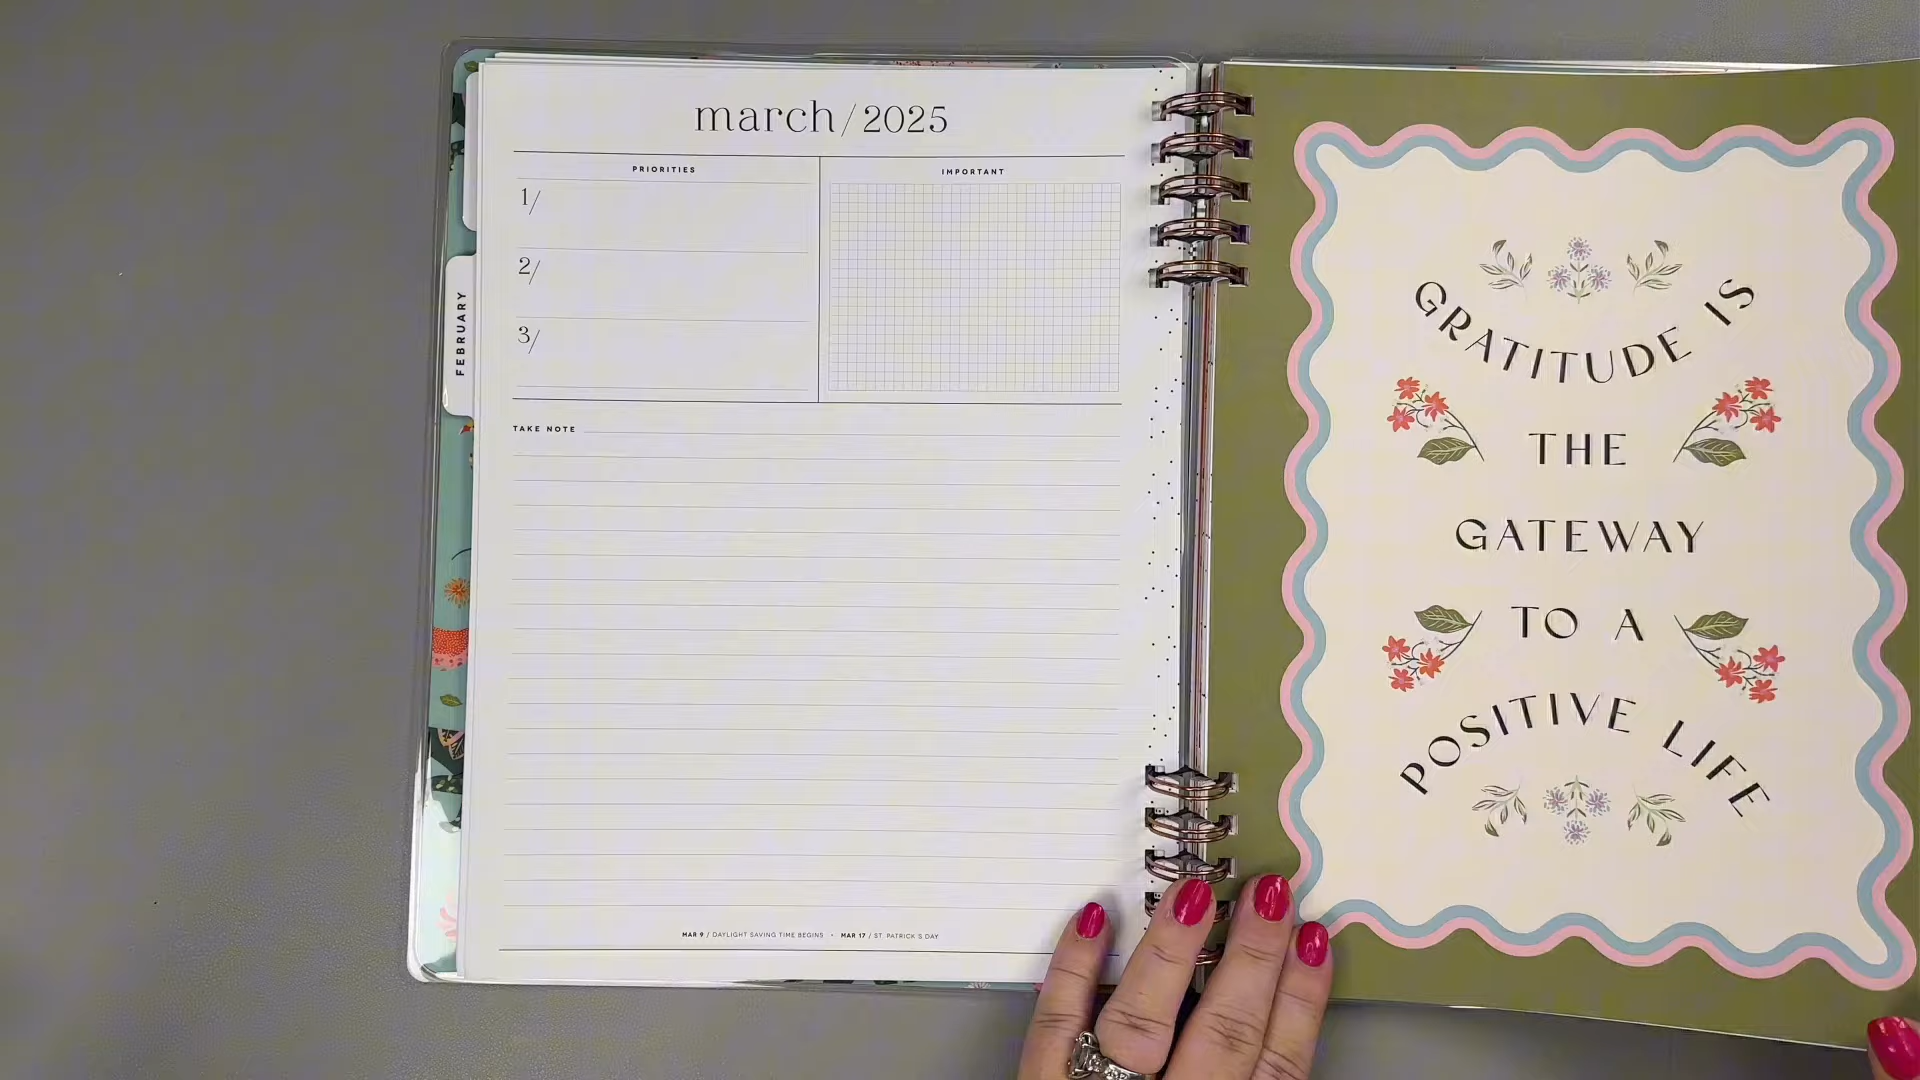 march/2025
PRIORITIES
1/
2/
3/
IMPORTANT
TAKE NOTE
MAR 9 / DAYLIGHT SAVING TIME BEGINS • MAR 17 / ST. PATRICK'S DAY
FEBRUARY
GRATITUDE IS
THE
GATEWAY
TO A
POSITIVE LIFE